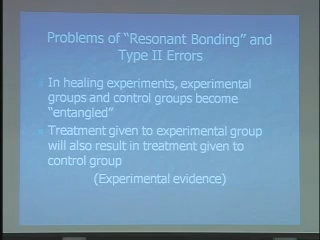 Problems of “Resonant Bonding” and
Type II Errors
In healing experiments, experimental
groups and control groups become
“entangled”
Treatment given to experimental group
will also result in treatment given to
control group
(Experimental evidence)